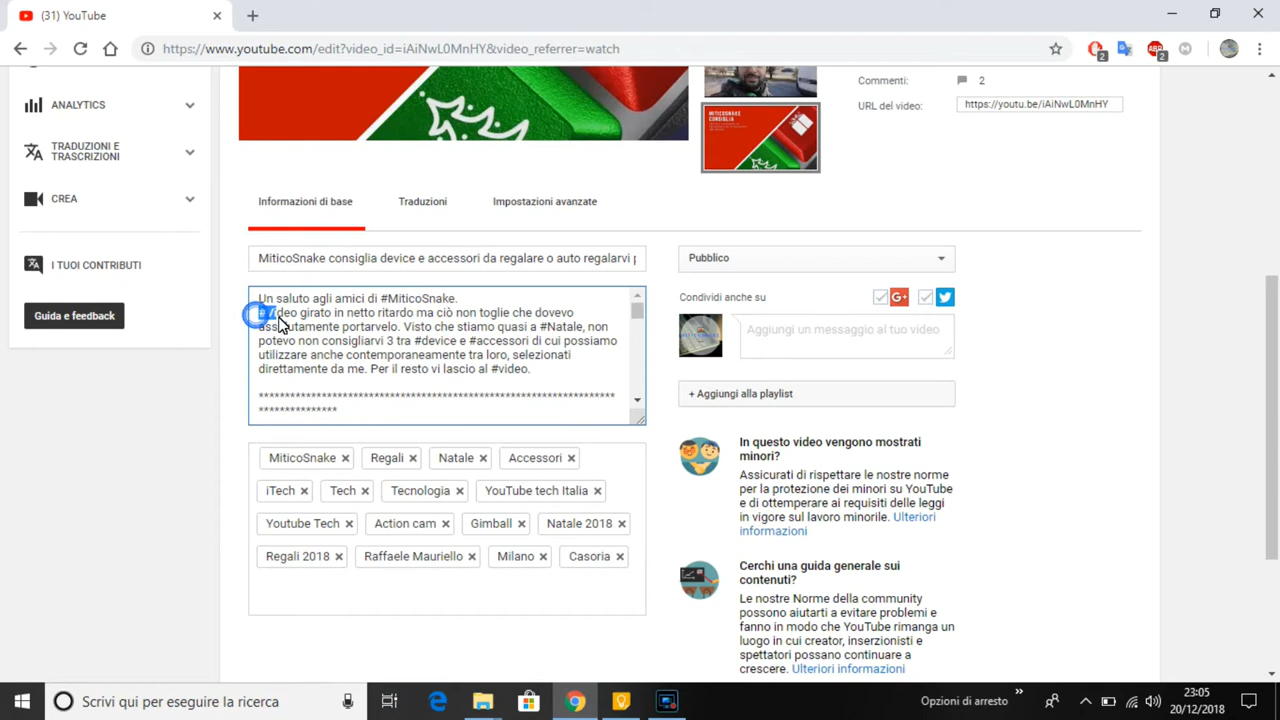 (31) YouTube
https://www.youtube.com/edit?video_id=iAiNwL0MnHY&video_referrer=watch
2
ABP
2
ANALYTICS
TRADUZIONI E
TRASCRIZIONI
CREA
I TUOI CONTRIBUTI
Guida e feedback
MITICOSNAKE
CONSIGLIA
Commenti: 2
URL del video: https://youtu.be/iAiNwL0MnHY
Informazioni di base
Traduzioni
Impostazioni avanzate
MiticoSnake consiglia device e accessori da regalare o auto regalarvi p
Un saluto agli amici di #MiticoSnake.
#Video girato in netto ritardo ma ciò non toglie che dovevo
assolutamente portarvelo. Visto che stiamo quasi a #Natale, non
potevo non consigliarvi 3 tra #device e #accessori di cui possiamo
utilizzare anche contemporaneamente tra loro, selezionati
direttamente da me. Per il resto vi lascio al #video.
********************************************************************
***************
MiticoSnake × Regali × Natale × Accessori ×
iTech × Tech × Tecnologia × YouTube tech Italia ×
Youtube Tech × Action cam × Gimball × Natale 2018 ×
Regali 2018 × Raffaele Mauriello × Milano × Casoria ×
Pubblico
Condividi anche su
G+
Aggiungi un messaggio al tuo video
+ Aggiungi alla playlist
In questo video vengono mostrati
minori?
Assicurati di rispettare le nostre norme
per la protezione dei minori su YouTube
e di ottemperare ai requisiti delle leggi
in vigore sul lavoro minorile. Ulteriori
informazioni
Cerchi una guida generale sui
contenuti?
Le nostre Norme della community
possono aiutarti a evitare problemi e
fanno in modo che YouTube rimanga un
luogo in cui creator, inserzionisti e
spettatori possano continuare a
crescere. Ulteriori informazioni
Scrivi qui per eseguire la ricerca
Opzioni di arresto
23:05
20/12/2018